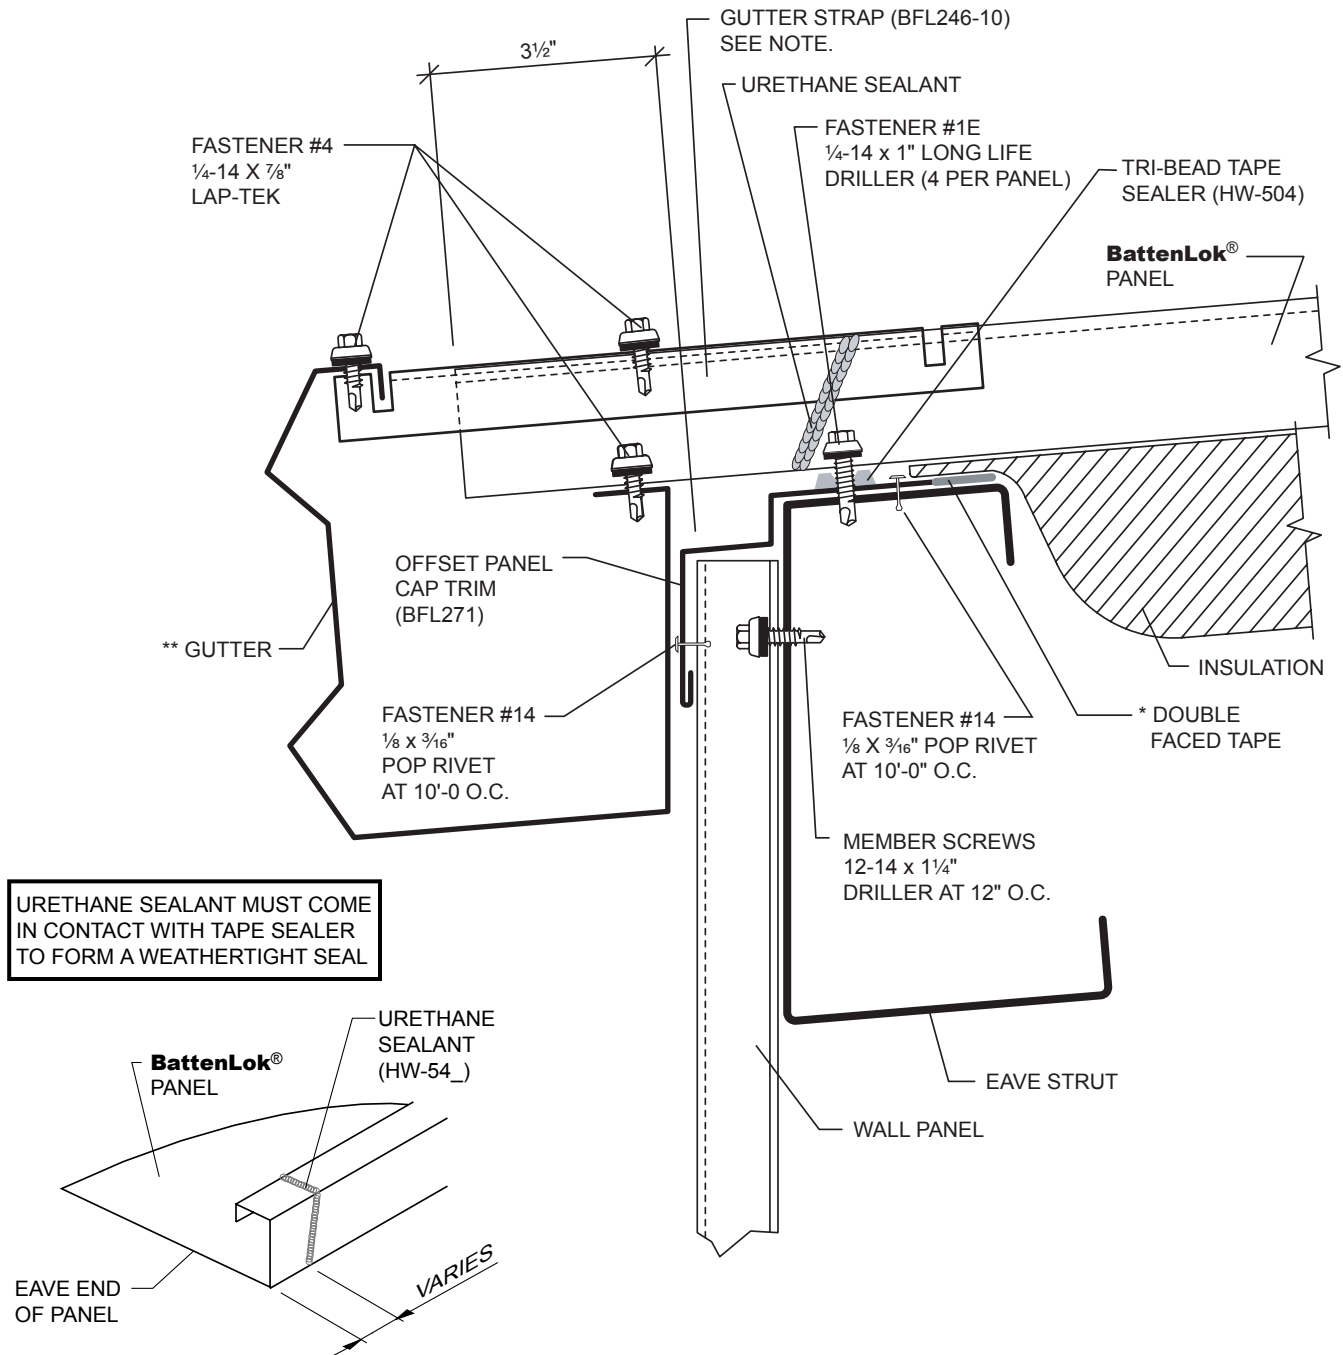 GUTTER STRAP (BFL246-10)
SEE NOTE.
3½"
URETHANE SEALANT
FASTENER #4
¼-14 X ⅞"
LAP-TEK
FASTENER #1E
¼-14 x 1" LONG LIFE
DRILLER (4 PER PANEL)
TRI-BEAD TAPE
SEALER (HW-504)
BattenLok®
PANEL
OFFSET PANEL
CAP TRIM
(BFL271)
** GUTTER
INSULATION
FASTENER #14
⅛ x 3⁄16"
POP RIVET
AT 10'-0 O.C.
FASTENER #14
⅛ X 3⁄16" POP RIVET
AT 10'-0" O.C.
* DOUBLE
FACED TAPE
MEMBER SCREWS
12-14 x 1¼"
DRILLER AT 12" O.C.
URETHANE SEALANT MUST COME
IN CONTACT WITH TAPE SEALER
TO FORM A WEATHERTIGHT SEAL
URETHANE
SEALANT
(HW-54_)
BattenLok®
PANEL
EAVE STRUT
WALL PANEL
VARIES
EAVE END
OF PANEL